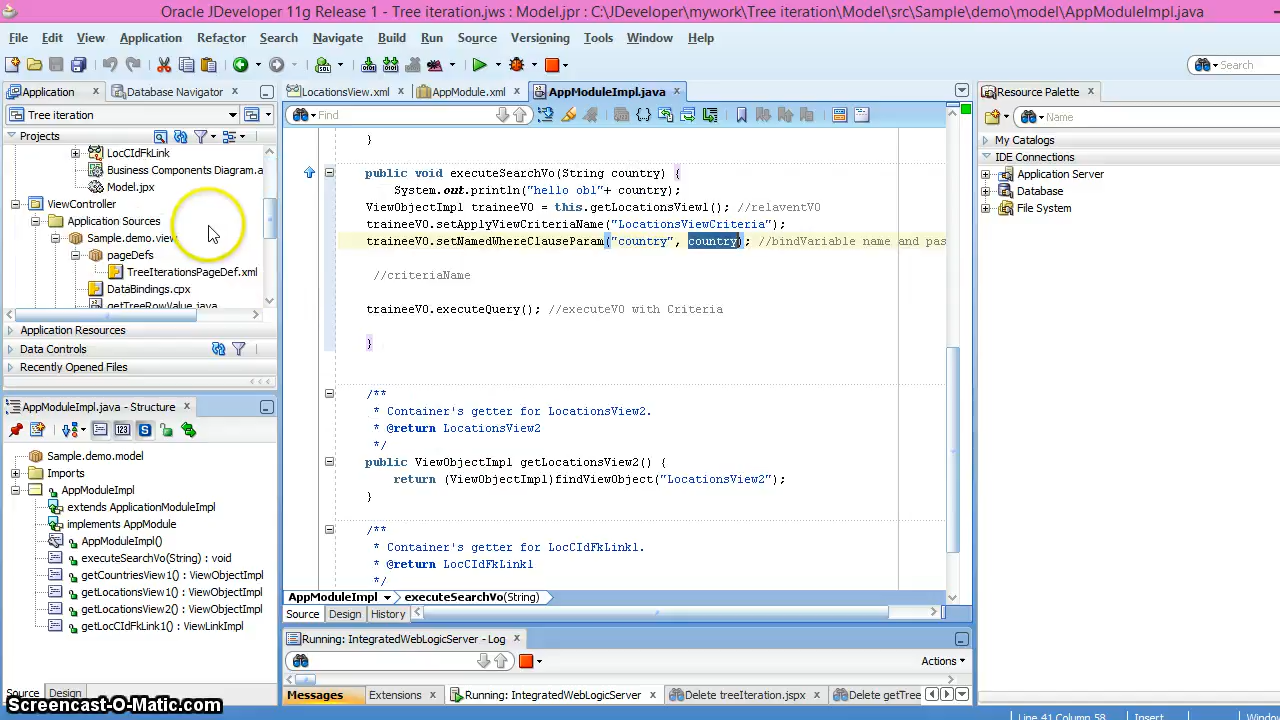 Oracle JDeveloper 11g Release 1 - Tree iteration.jws : Model.jpr : C:\JDeveloper\mywork\Tree iteration\Model\src\Sample\demo\model\AppModuleImpl.java
File Edit View Application Refactor Search Navigate Build Run Source Versioning Tools Window Help
Search
Application
Database Navigator
Tree iteration
Projects
LocCIdFkLink
Business Components Diagram.a
Model.jpx
ViewController
Application Sources
Sample.demo.view
pageDefs
TreeIterationsPageDef.xml
DataBindings.cpx
getTreeRowValue.java
Application Resources
Data Controls
Recently Opened Files
AppModuleImpl.java - Structure
Sample.demo.model
Imports
AppModuleImpl
extends ApplicationModuleImpl
implements AppModule
AppModuleImpl()
executeSearchVo(String) : void
getCountriesView1() : ViewObjectImpl
getLocationsView1() : ViewObjectImpl
getLocationsView2() : ViewObjectImpl
getLocCIdFkLink1() : ViewLinkImpl
Source Design
LocationsView.xml
AppModule.xml
AppModuleImpl.java
Find
}
public void executeSearchVo(String country) {
System.out.println("hello obl"+ country);
ViewObjectImpl traineeVO = this.getLocationsView1(); //relaventVO
traineeVO.setApplyViewCriteriaName("LocationsViewCriteria");
traineeVO.setNamedWhereClauseParam("country", country); //bindVariable name and pas
//criteriaName
traineeVO.executeQuery(); //executeVO with Criteria
}
/**
* Container's getter for LocationsView2.
* @return LocationsView2
*/
public ViewObjectImpl getLocationsView2() {
return (ViewObjectImpl)findViewObject("LocationsView2");
}
/**
* Container's getter for LocCIdFkLink1.
* @return LocCIdFkLink1
*/
AppModuleImpl
executeSearchVo(String)
Source Design History
Running: IntegratedWebLogicServer - Log
Actions
Messages
Extensions
Running: IntegratedWebLogicServer
Delete treeIteration.jspx
Delete getTree
Resource Palette
Name
My Catalogs
IDE Connections
Application Server
Database
File System
Line 41 Column 58 Insert Windo
Screencast-O-Matic.com